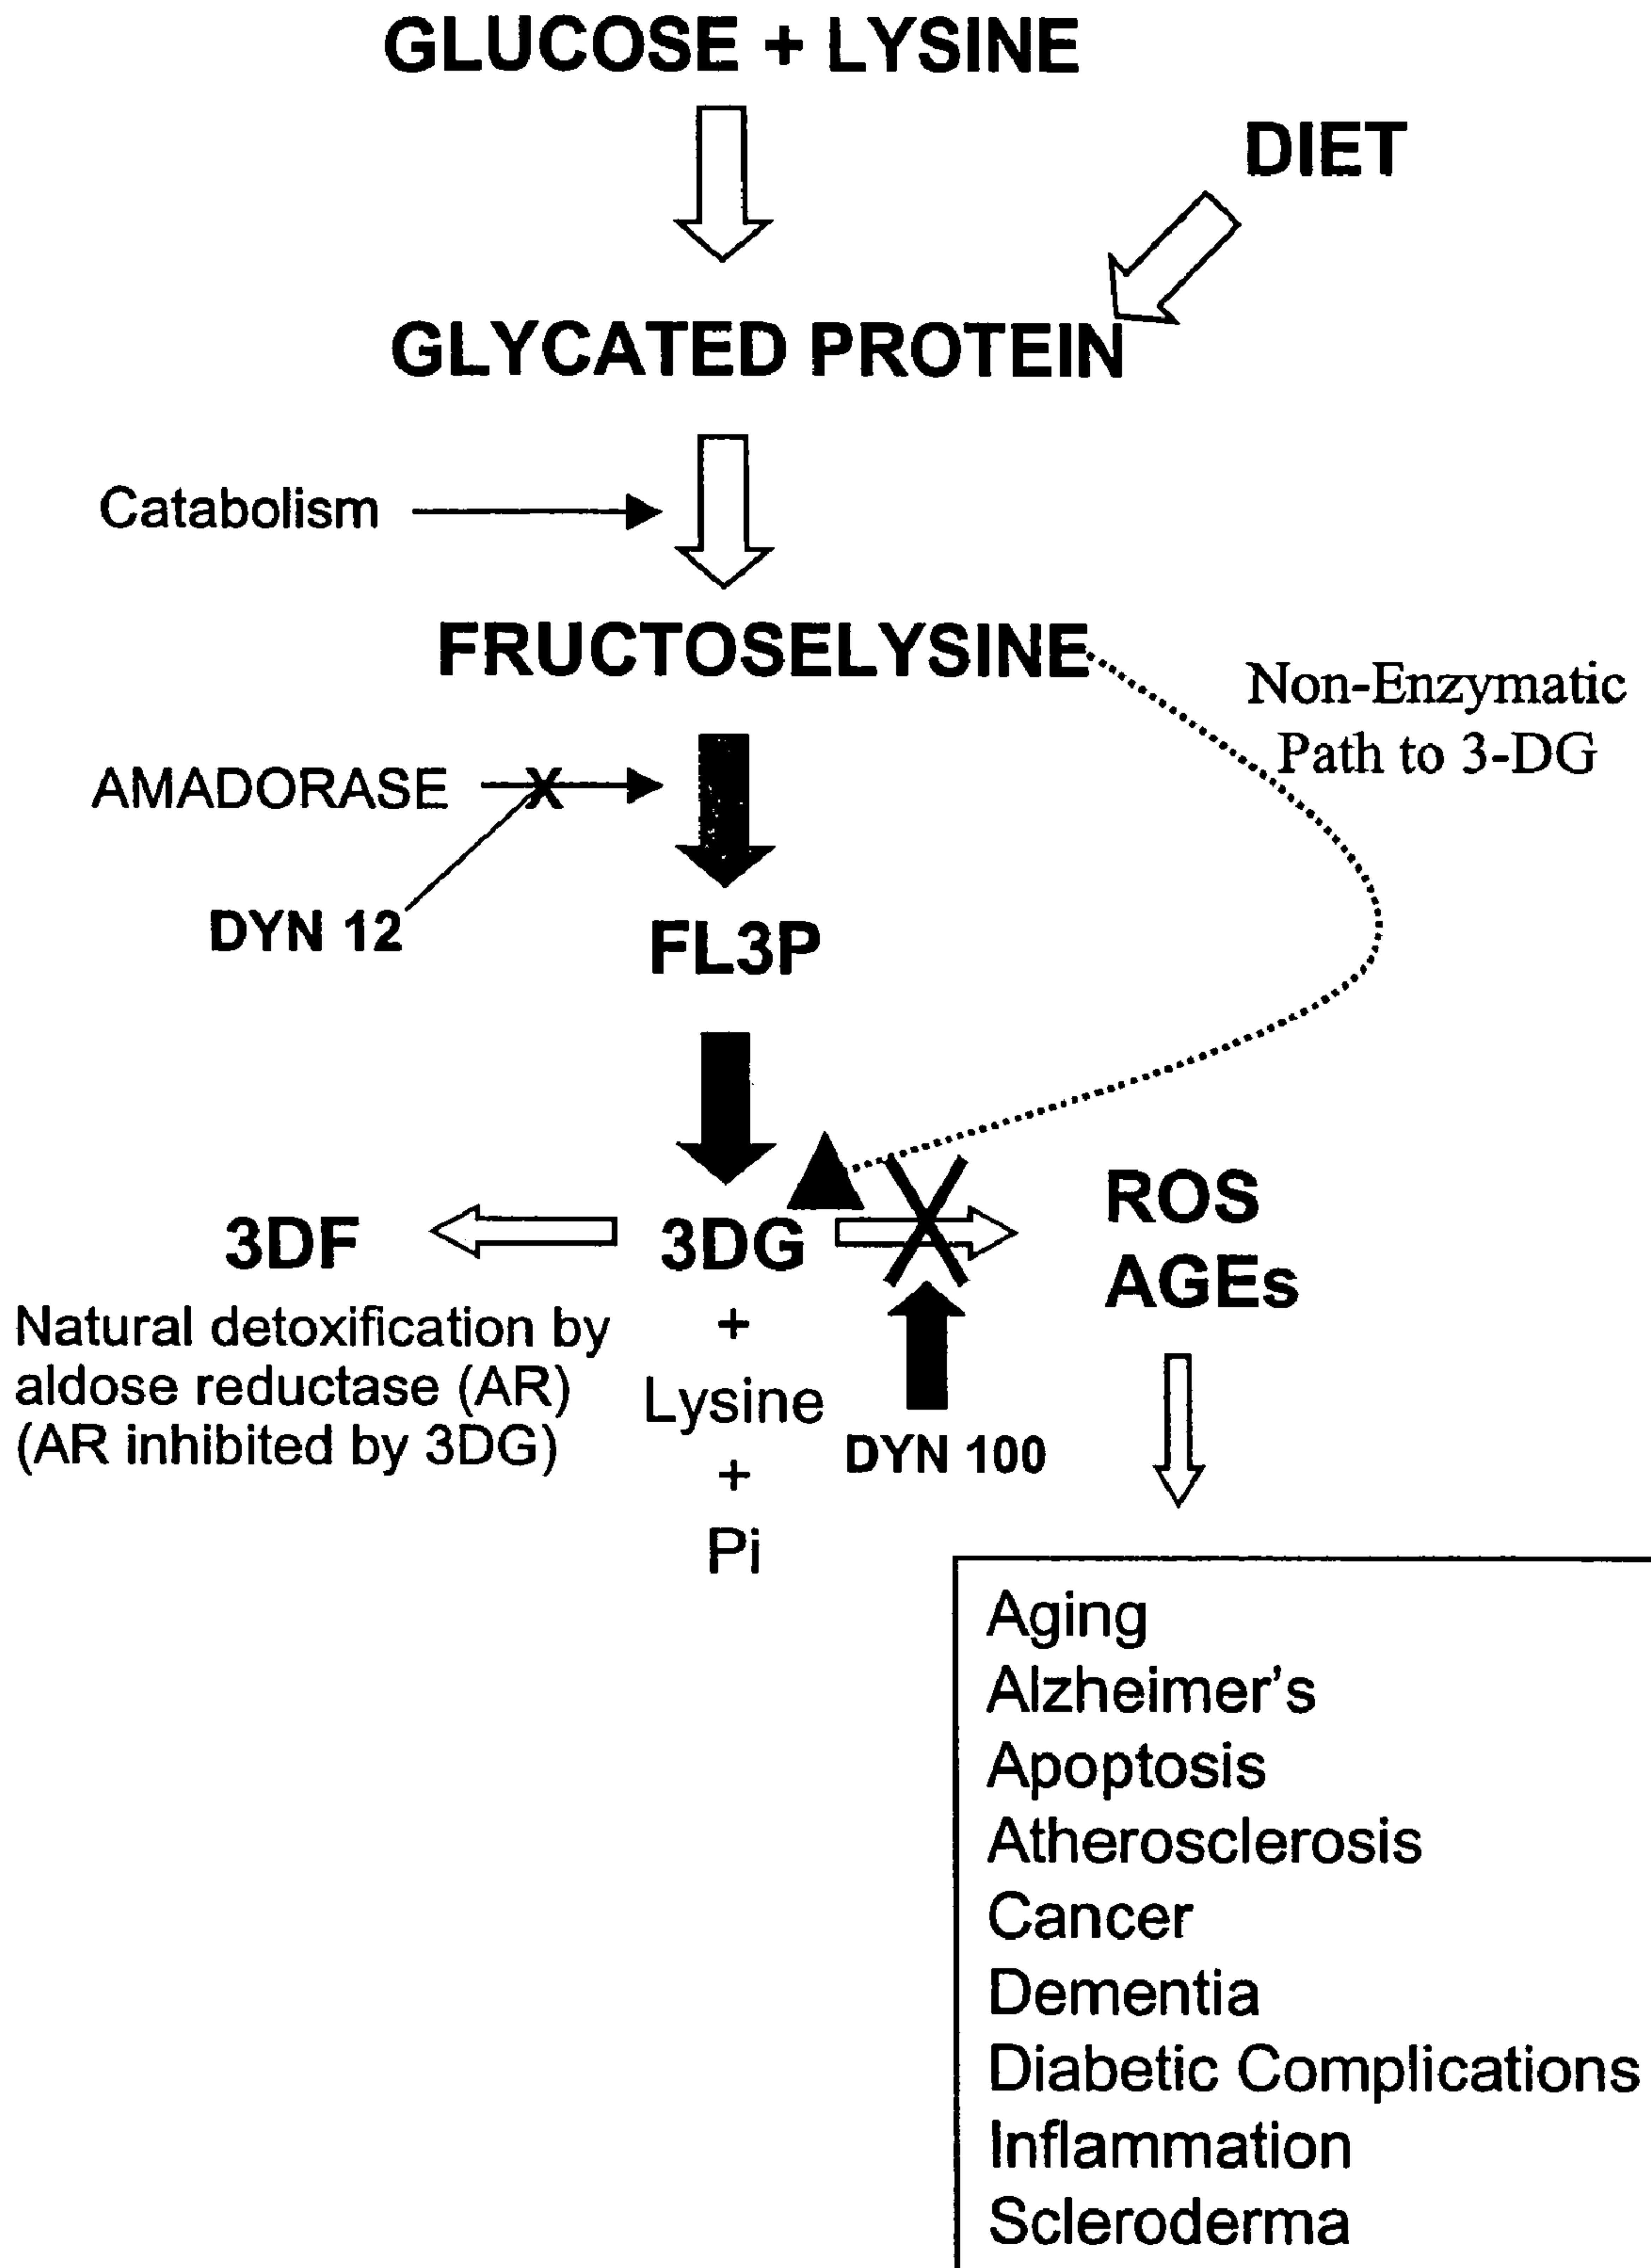 GLUCOSE + LYSINE
DIET
GLYCATED PROTEIN
Catabolism
FRUCTOSELYSINE
Non-Enzymatic
Path to 3-DG
AMADORASE
X
DYN 12
FL3P
ROS
AGEs
3DF
3DG
Natural detoxification by
aldose reductase (AR)
(AR inhibited by 3DG)
+
Lysine
+
Pi
DYN 100
Aging
Alzheimer's
Apoptosis
Atherosclerosis
Cancer
Dementia
Diabetic Complications
Inflammation
Scleroderma